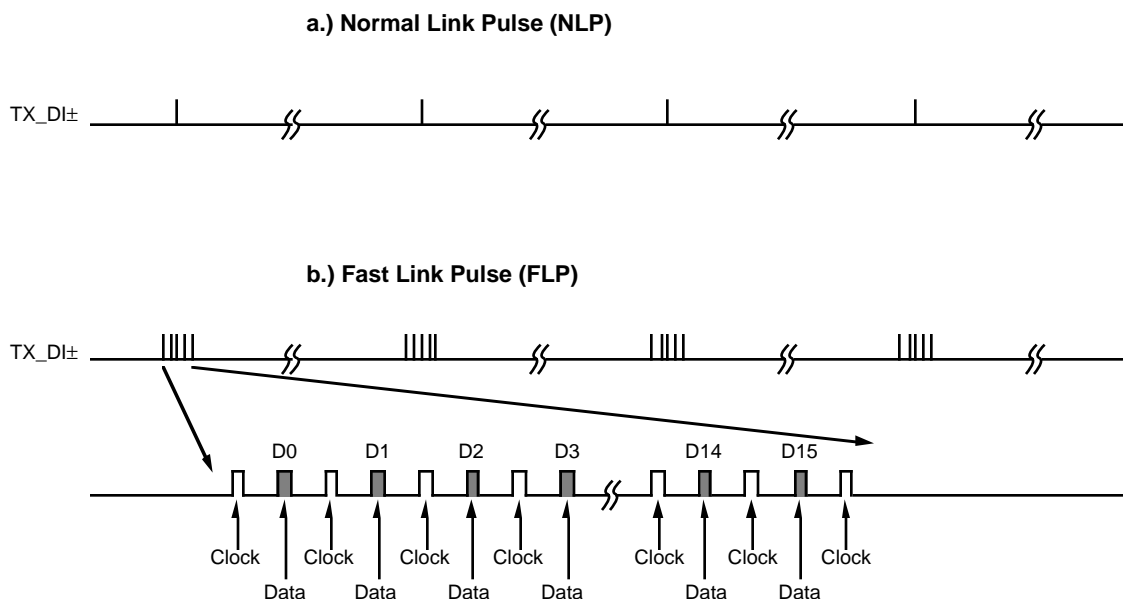 a.) Normal Link Pulse (NLP)
TX_DI±
b.) Fast Link Pulse (FLP)
TX_DI±
D0 D1 D2 D3 D14 D15
Clock Clock Clock Clock Clock Clock Clock
Data Data Data Data Data Data